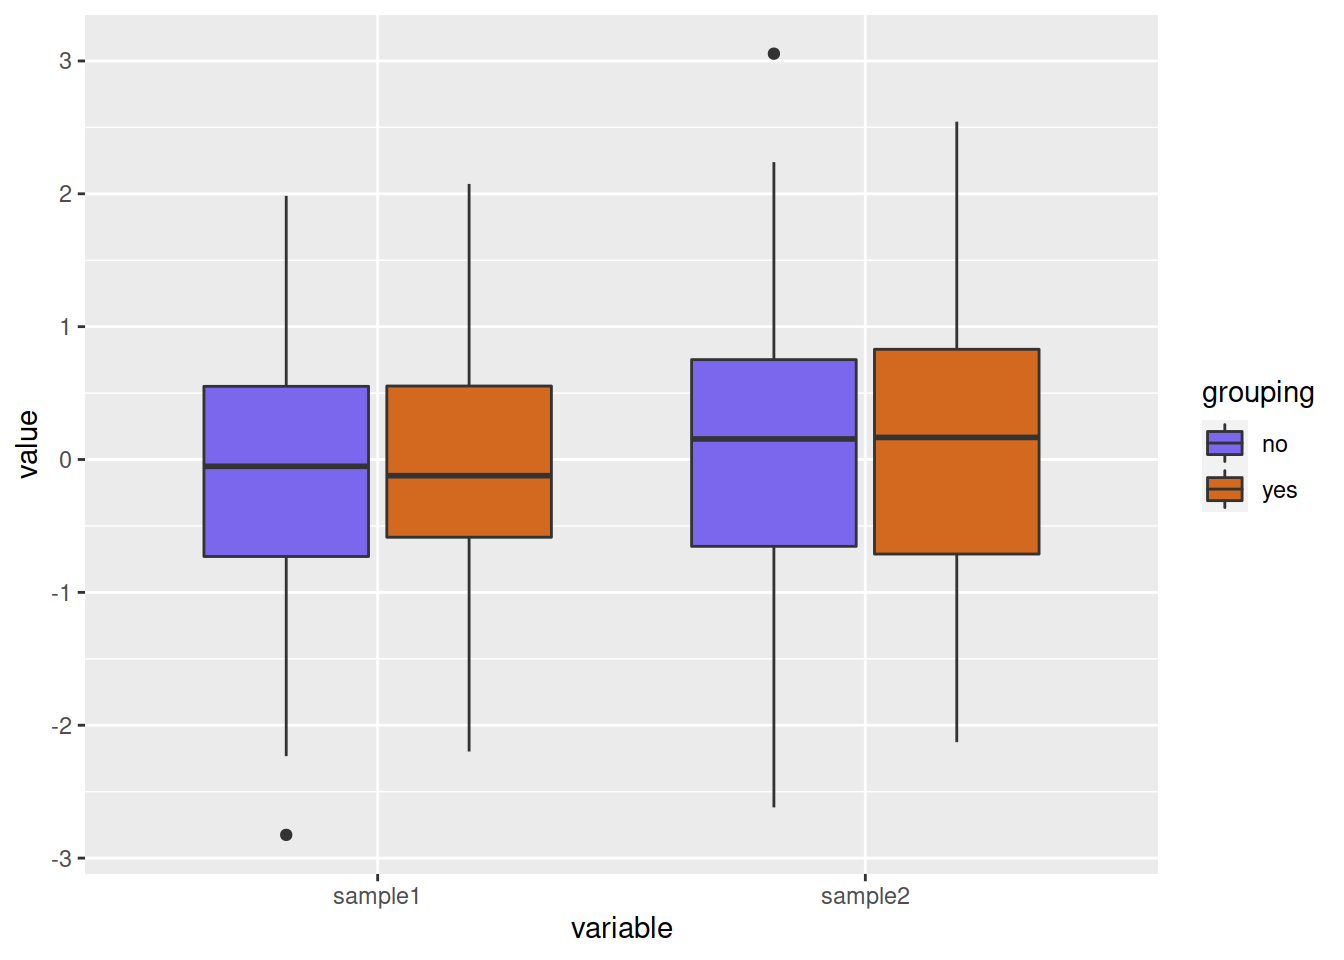 value
3
2
1
0
-1
-2
-3
sample1
sample2
variable
grouping
no
yes